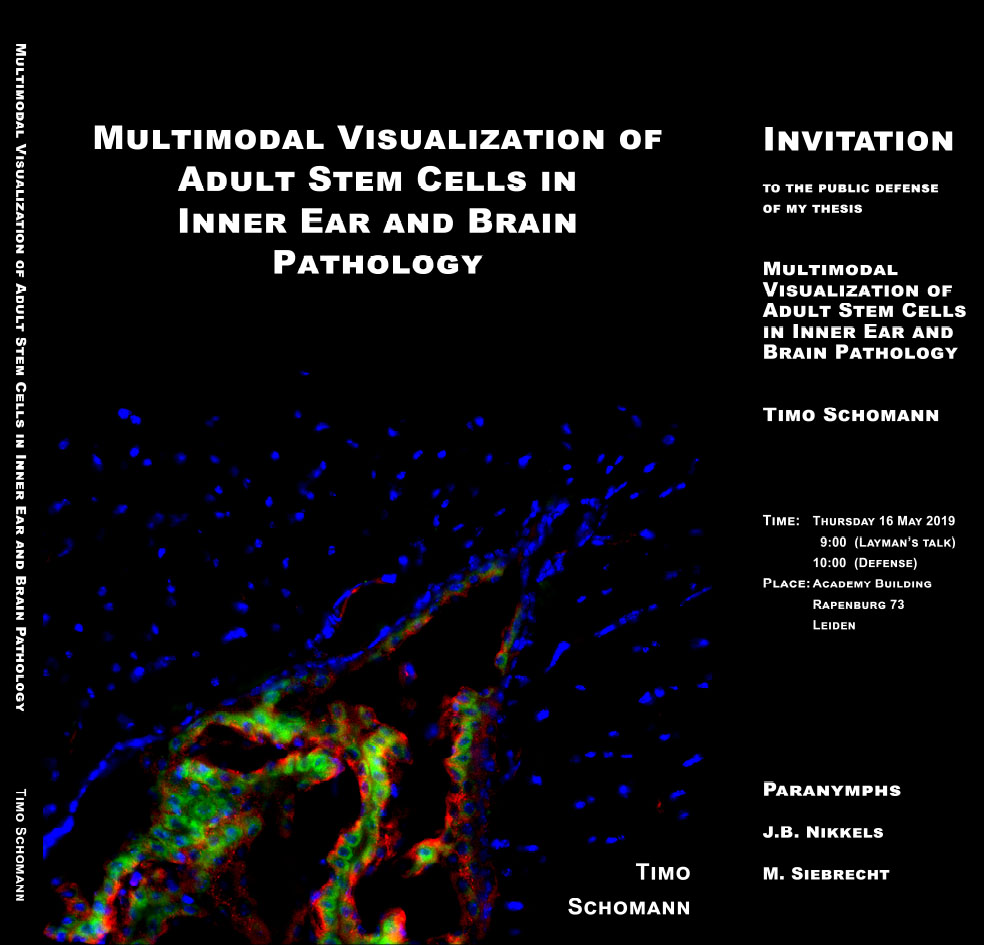 Multimodal Visualization of Adult Stem Cells in Inner Ear and Brain Pathology
Timo Schomann
Multimodal Visualization of
Adult Stem Cells in
Inner Ear and Brain
Pathology
Timo
Schomann
Invitation
to the public defense
of my thesis
Multimodal
Visualization of
Adult Stem Cells
in Inner Ear and
Brain Pathology
Timo Schomann
Time: Thursday 16 May 2019
9:00 (Layman's talk)
10:00 (Defense)
Place: Academy Building
Rapenburg 73
Leiden
Paranymphs
J.B. Nikkels
M. Siebrecht